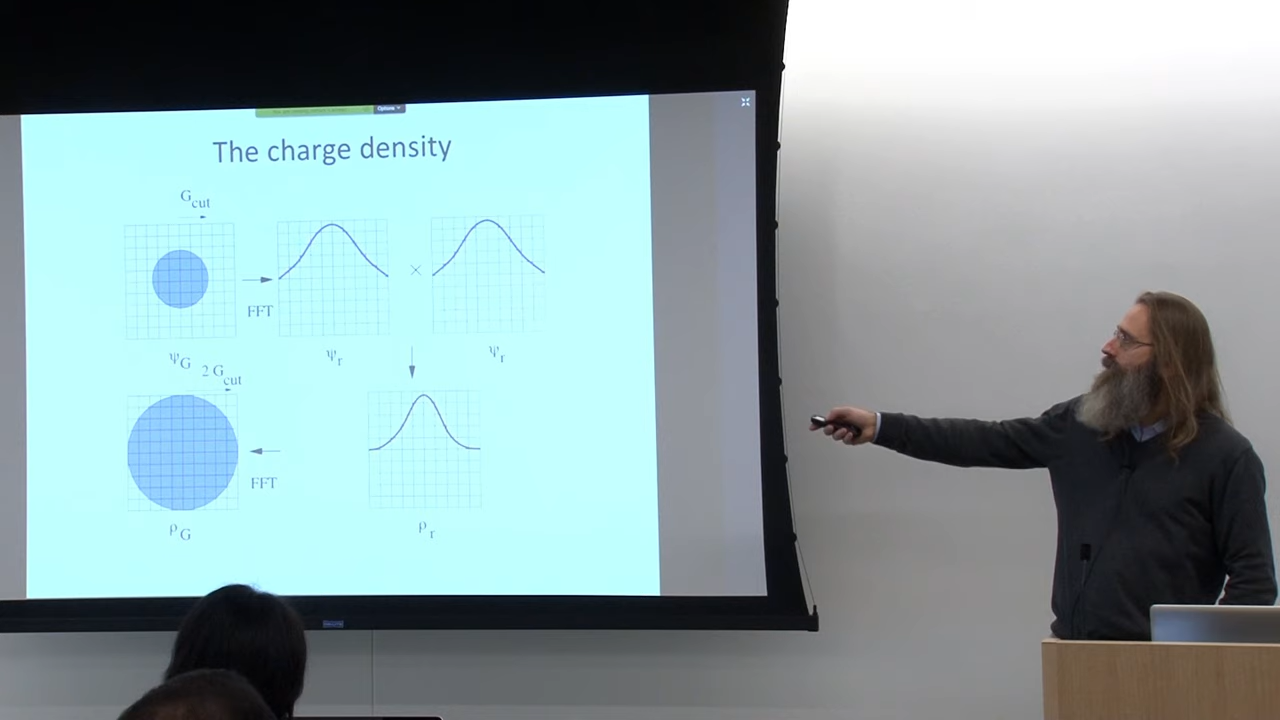 Options
The charge density
G cut
× 
FFT
ψ G
ψ r
ψ r
2 G cut
FFT
ρ G
ρ r